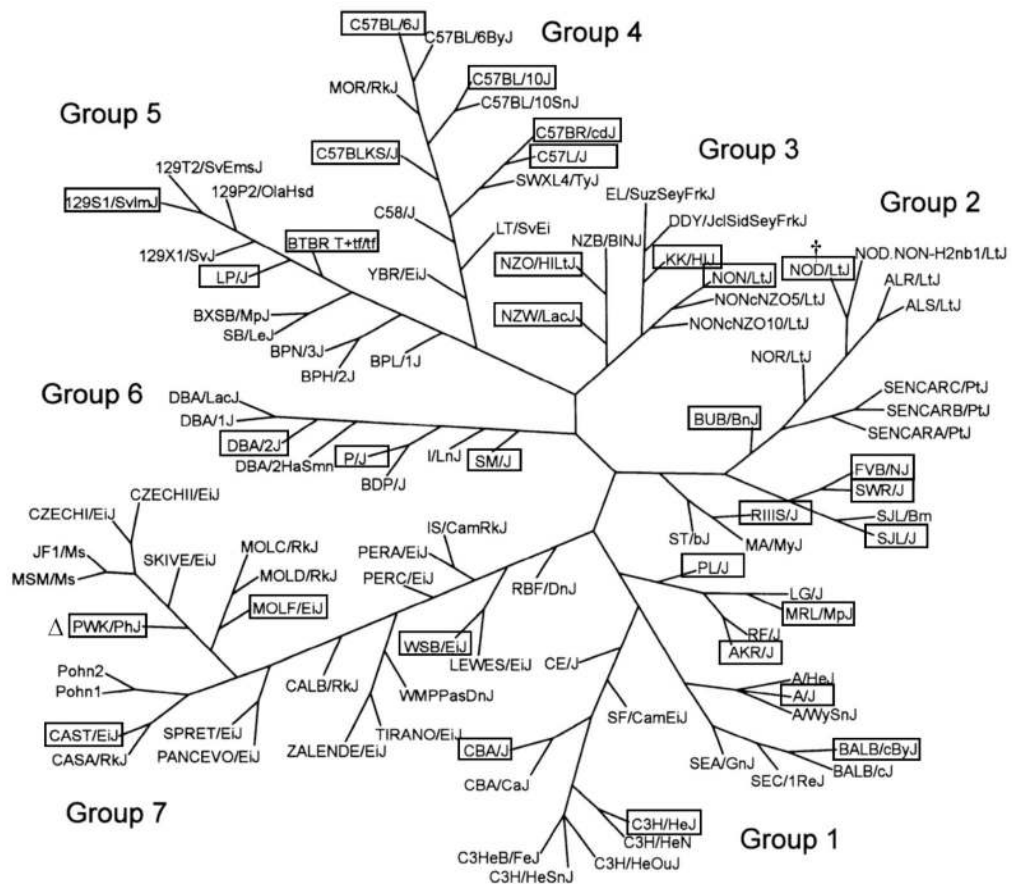 Group 4
C57BL/6J
C57BL/6ByJ
MOR/RkJ
C57BL/10J
C57BL/10SnJ
C57BR/cdJ
C57BLKS/J
C57L/J
SWXL4/TyJ
C58/J
LT/SvEi
YBR/EiJ
Group 5
129T2/SvEmsJ
129P2/OlaHsd
129S1/SvImJ
129X1/SvJ
BTBR T+tf/tf
LP/J
BXSB/MpJ
SB/LeJ
BPN/3J
BPH/2J
BPL/1J
Group 3
EL/SuzSeyFrkJ
DDY/JclSidSeyFrkJ
NZB/BINJ
NZO/HILtJ
KK/HIJ
NON/LtJ
NONcNZO5/LtJ
NZW/LacJ
NONcNZO10/LtJ
Group 2
†
NOD.NON-H2nb1/LtJ
NOD/LtJ
ALR/LtJ
ALS/LtJ
NOR/LtJ
SENCARC/PtJ
SENCARB/PtJ
SENCARA/PtJ
BUB/BnJ
FVB/NJ
SWR/J
SJL/Bm
SJL/J
RIIIS/J
ST/bJ
MA/MyJ
Group 6
DBA/LacJ
DBA/1J
DBA/2J
DBA/2HaSmn
P/J
BDP/J
I/LnJ
SM/J
CZECHII/EiJ
CZECHI/EiJ
JF1/Ms
MSM/Ms
SKIVE/EiJ
MOLC/RkJ
MOLD/RkJ
MOLF/EiJ
Δ
PWK/PhJ
Pohn2
Pohn1
CAST/EiJ
CASA/RkJ
SPRET/EiJ
PANCEVO/EiJ
IS/CamRkJ
PERA/EiJ
PERC/EiJ
RBF/DnJ
WSB/EiJ
LEWES/EiJ
CALB/RkJ
WMPPasDnJ
TIRANO/EiJ
ZALENDE/EiJ
Group 7
PL/J
LG/J
MRL/MpJ
RF/J
AKR/J
A/HeJ
A/J
A/WySnJ
CE/J
SF/CamEiJ
BALB/cByJ
BALB/cJ
SEA/GnJ
SEC/1ReJ
CBA/J
CBA/CaJ
C3H/HeJ
C3H/HeN
C3H/HeOuJ
C3HeB/FeJ
C3H/HeSnJ
Group 1